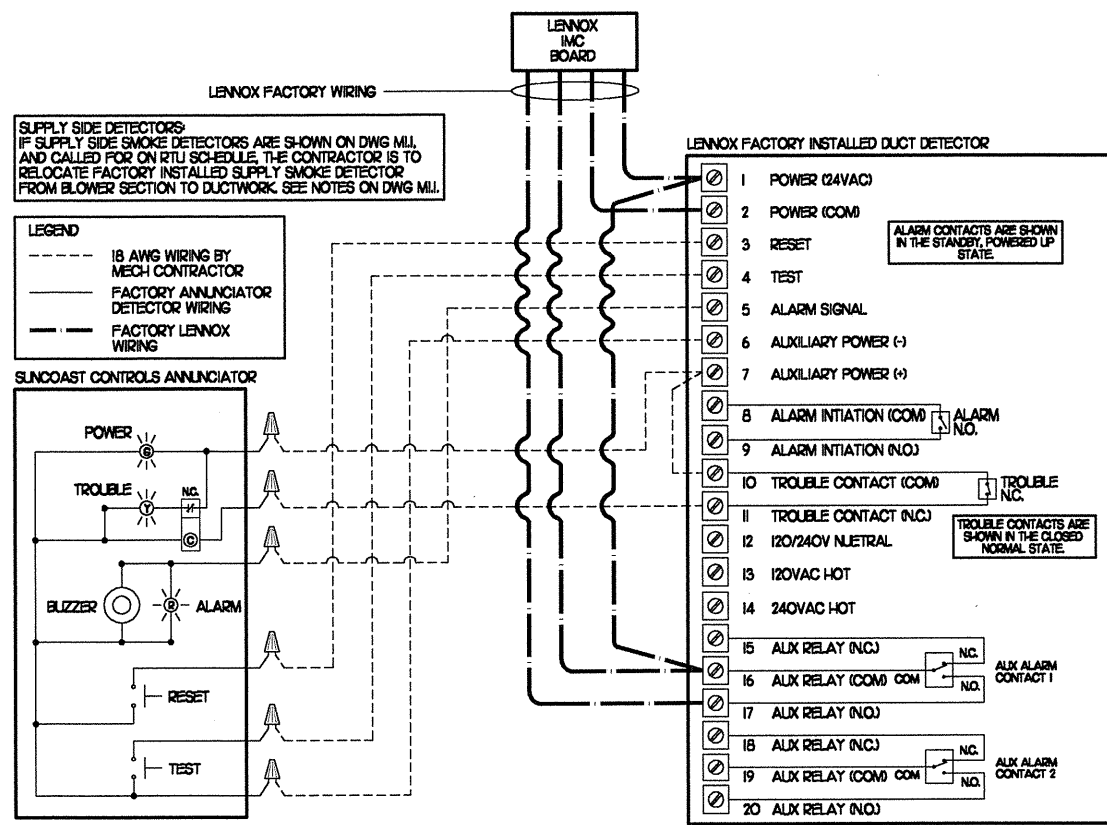 LENNOX
IMC
BOARD
LENNOX FACTORY WIRING
SUPPLY SIDE DETECTORS:
IF SUPPLY SIDE SMOKE DETECTORS ARE SHOWN ON DWG M1.1,
AND CALLED FOR ON RTU SCHEDULE, THE CONTRACTOR IS TO
RELOCATE FACTORY INSTALLED SUPPLY SMOKE DETECTOR
FROM BLOWER SECTION TO DUCTWORK. SEE NOTES ON DWG M1.1.
LEGEND
18 AWG WIRING BY
MECH CONTRACTOR
FACTORY ANNUNCIATOR
DETECTOR WIRING
FACTORY LENNOX
WIRING
SUNCOAST CONTROLS ANNUNCIATOR
POWER
G
TROUBLE
Y
N.C.
C
BUZZER
R
ALARM
RESET
TEST
LENNOX FACTORY INSTALLED DUCT DETECTOR
1 POWER (24VAC)
2 POWER (COM)
3 RESET
4 TEST
5 ALARM SIGNAL
6 AUXILIARY POWER (-)
7 AUXILIARY POWER (+)
8 ALARM INTIATION (COM)
9 ALARM INTIATION (N.O.)
10 TROUBLE CONTACT (COM)
11 TROUBLE CONTACT (N.C.)
12 120/240V NUETRAL
13 120VAC HOT
14 240VAC HOT
15 AUX RELAY (N.C.)
16 AUX RELAY (COM) COM
17 AUX RELAY (N.O.)
18 AUX RELAY (N.C.)
19 AUX RELAY (COM) COM
20 AUX RELAY (N.O.)
ALARM CONTACTS ARE SHOWN
IN THE STANDBY, POWERED UP
STATE.
ALARM
N.O.
TROUBLE
N.C.
TROUBLE CONTACTS ARE
SHOWN IN THE CLOSED
NORMAL STATE.
N.C.
N.O.
AUX ALARM
CONTACT 1
N.C.
N.O.
AUX ALARM
CONTACT 2